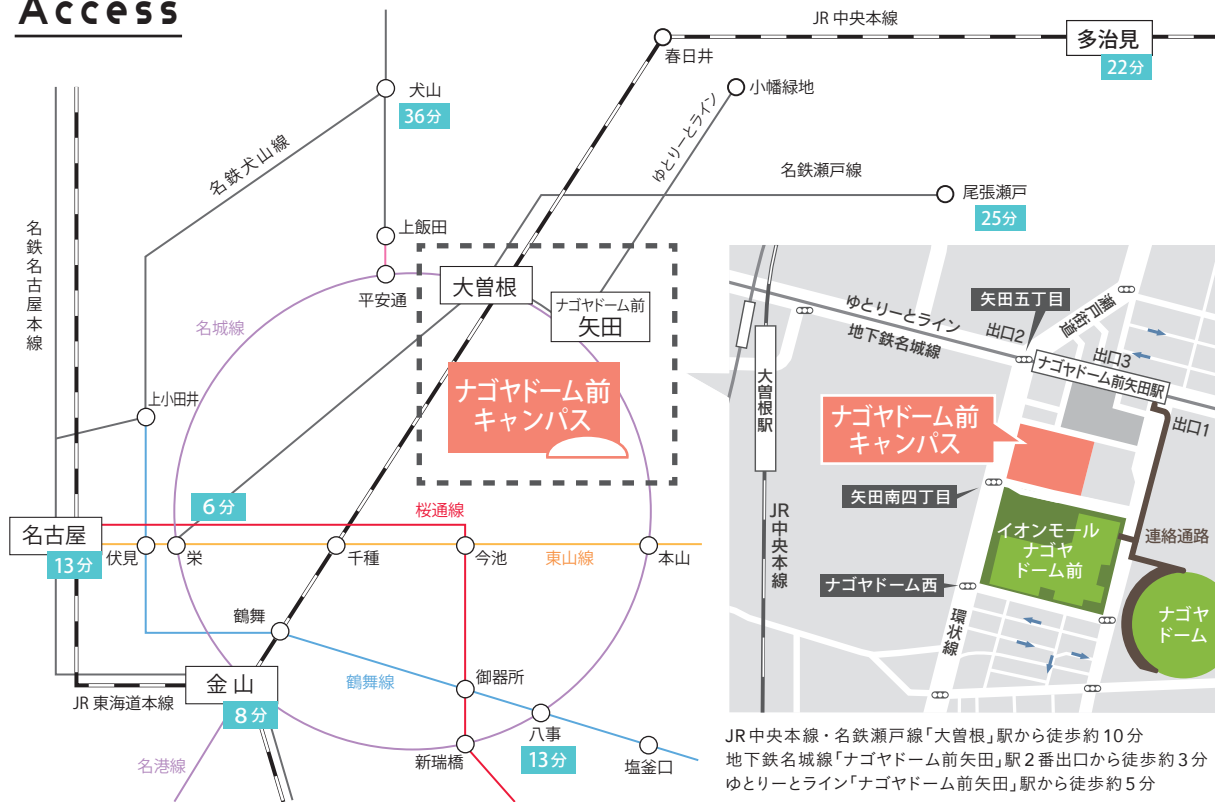 Access
JR 中央本線
春日井
多治見
22分
犬山
36分
小幡緑地
ゆとりーとライン
名鉄犬山線
名鉄瀬戸線
尾張瀬戸
25分
名鉄名古屋本線
上飯田
平安通
大曽根
ナゴヤドーム前
矢田
名城線
ナゴヤドーム前
キャンパス
上小田井
6分
桜通線
名古屋
13分
伏見
栄
千種
今池
東山線
本山
鶴舞
金山
8分
JR 東海道本線
鶴舞線
御器所
八事
13分
新瑞橋
塩釜口
名港線
矢田五丁目
瀬戸街道
ゆとりーとライン
地下鉄名城線
出口2
出口3
ナゴヤドーム前矢田駅
出口1
大曽根駅
ナゴヤドーム前
キャンパス
矢田南四丁目
JR中央本線
イオンモール
ナゴヤ
ドーム前
連絡通路
ナゴヤドーム西
環状線
ナゴヤ
ドーム
JR中央本線・名鉄瀬戸線「大曽根」駅から徒歩約10分
地下鉄名城線「ナゴヤドーム前矢田」駅2番出口から徒歩約3分
ゆとりーとライン「ナゴヤドーム前矢田」駅から徒歩約5分